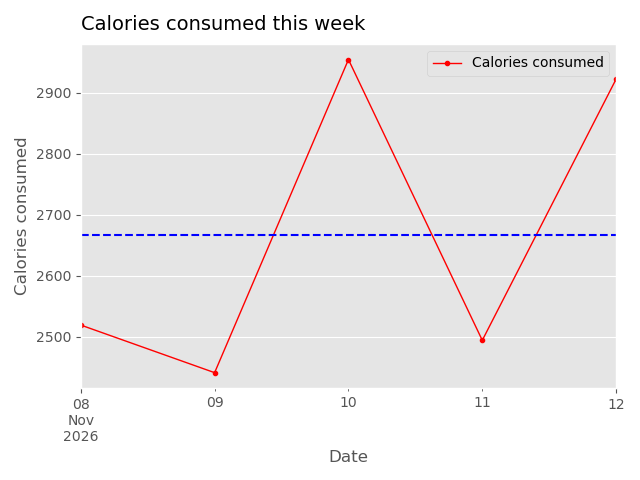 Calories consumed this week
Calories consumed
2900
2800
2700
2600
2500
Calories consumed
08
Nov
2026
09
10
11
12
Date